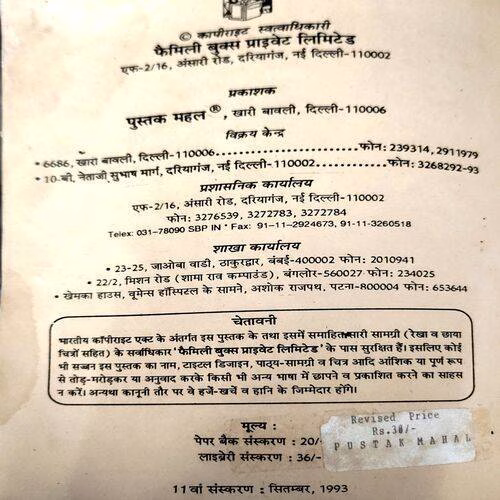 © कापीराइट स्वत्वाधिकारी
फैमिली बुक्स प्राइवेट लिमिटेड
एफ-2/16, अंसारी रोड, दरियागंज, नई दिल्ली-110002
प्रकाशक
पुस्तक महल®, खारी बावली, दिल्ली-110006
विक्रय केन्द्र
• 6686, खारी बावली, दिल्ली-110006.............................फोन: 239314, 2911979
• 10-बी, नेताजी सुभाष मार्ग, दरियागंज, नई दिल्ली-110002...........फोन: 3268292-93
प्रशासनिक कार्यालय
एफ-2/16, अंसारी रोड, दरियागंज, नई दिल्ली-110002
फोन: 3276539, 3272783, 3272784
Telex: 031-78090 SBP IN • Fax: 91-11-2924673, 91-11-3260518
शाखा कार्यालय
• 23-25, जाओबा वाडी, ठाकुरद्वार, बंबई-400002 फोन: 2010941
• 22/2, मिशन रोड (शामा राव कम्पाउंड), बंगलोर-560027 फोन: 234025
• खेमका हाउस, वूमेन्स हॉस्पिटल के सामने, अशोक राजपथ, पटना-800004 फोन: 653644
चेतावनी
भारतीय कॉपीराइट एक्ट के अंतर्गत इस पुस्तक के तथा इसमें समाहित सारी सामग्री (रेखा व छाया
चित्रों सहित) के सर्वाधिकार 'फैमिली बुक्स प्राइवेट लिमिटेड' के पास सुरक्षित हैं। इसलिए कोई
भी सज्जन इस पुस्तक का नाम, टाइटल डिजाइन, पाठ्य-सामग्री व चित्र आदि आंशिक या पूर्ण रूप
से तोड़-मरोड़कर या अनुवाद करके किसी भी अन्य भाषा में छापने व प्रकाशित करने का साहस
न करें। अन्यथा कानूनी तौर पर वे हर्जे-खर्चे व हानि के जिम्मेदार होंगे।
मूल्य :
पेपर बैक संस्करण : 20/-
लाइब्रेरी संस्करण : 36/-
Revised Price
Rs.30/-
PUSTAK MAHAL
11वां संस्करण : सितम्बर, 1993